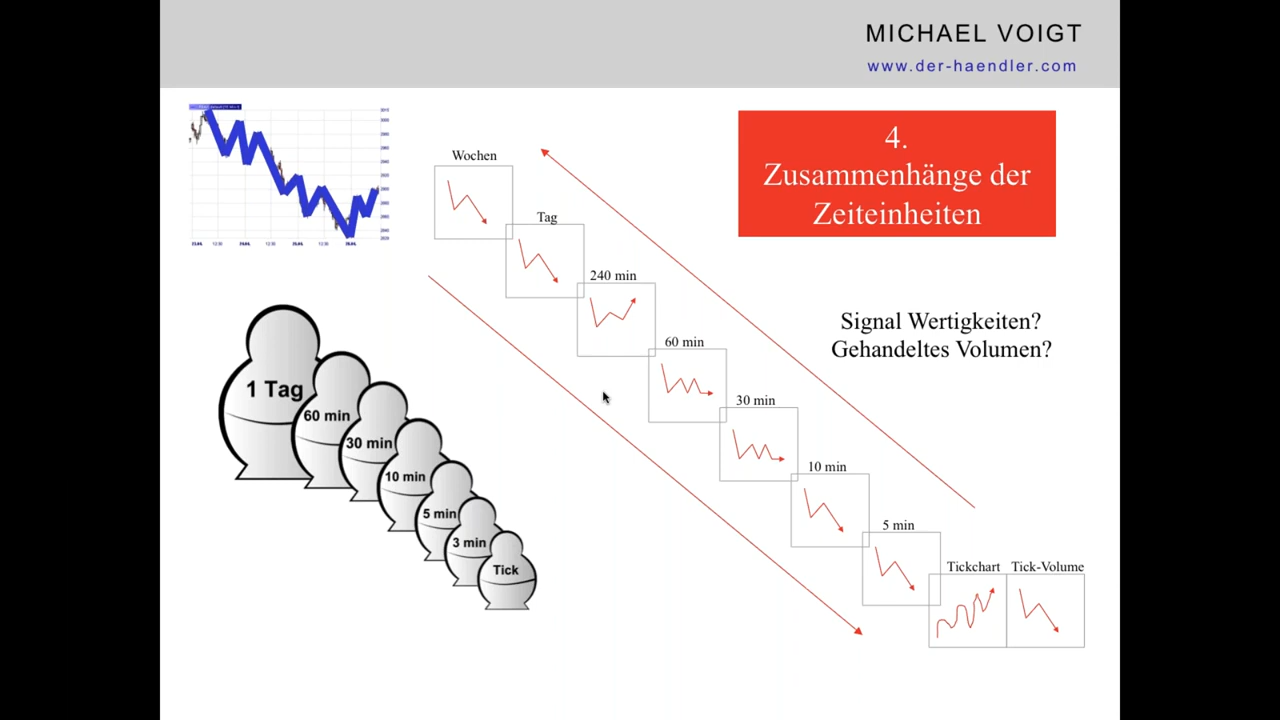 MICHAEL VOIGT
www.der-haendler.com
4.
Zusammenhänge der
Zeiteinheiten
Wochen
Tag
240 min
60 min
30 min
10 min
5 min
Tickchart
Tick-Volume
Signal Wertigkeiten?
Gehandeltes Volumen?
1 Tag
60 min
30 min
10 min
5 min
3 min
Tick